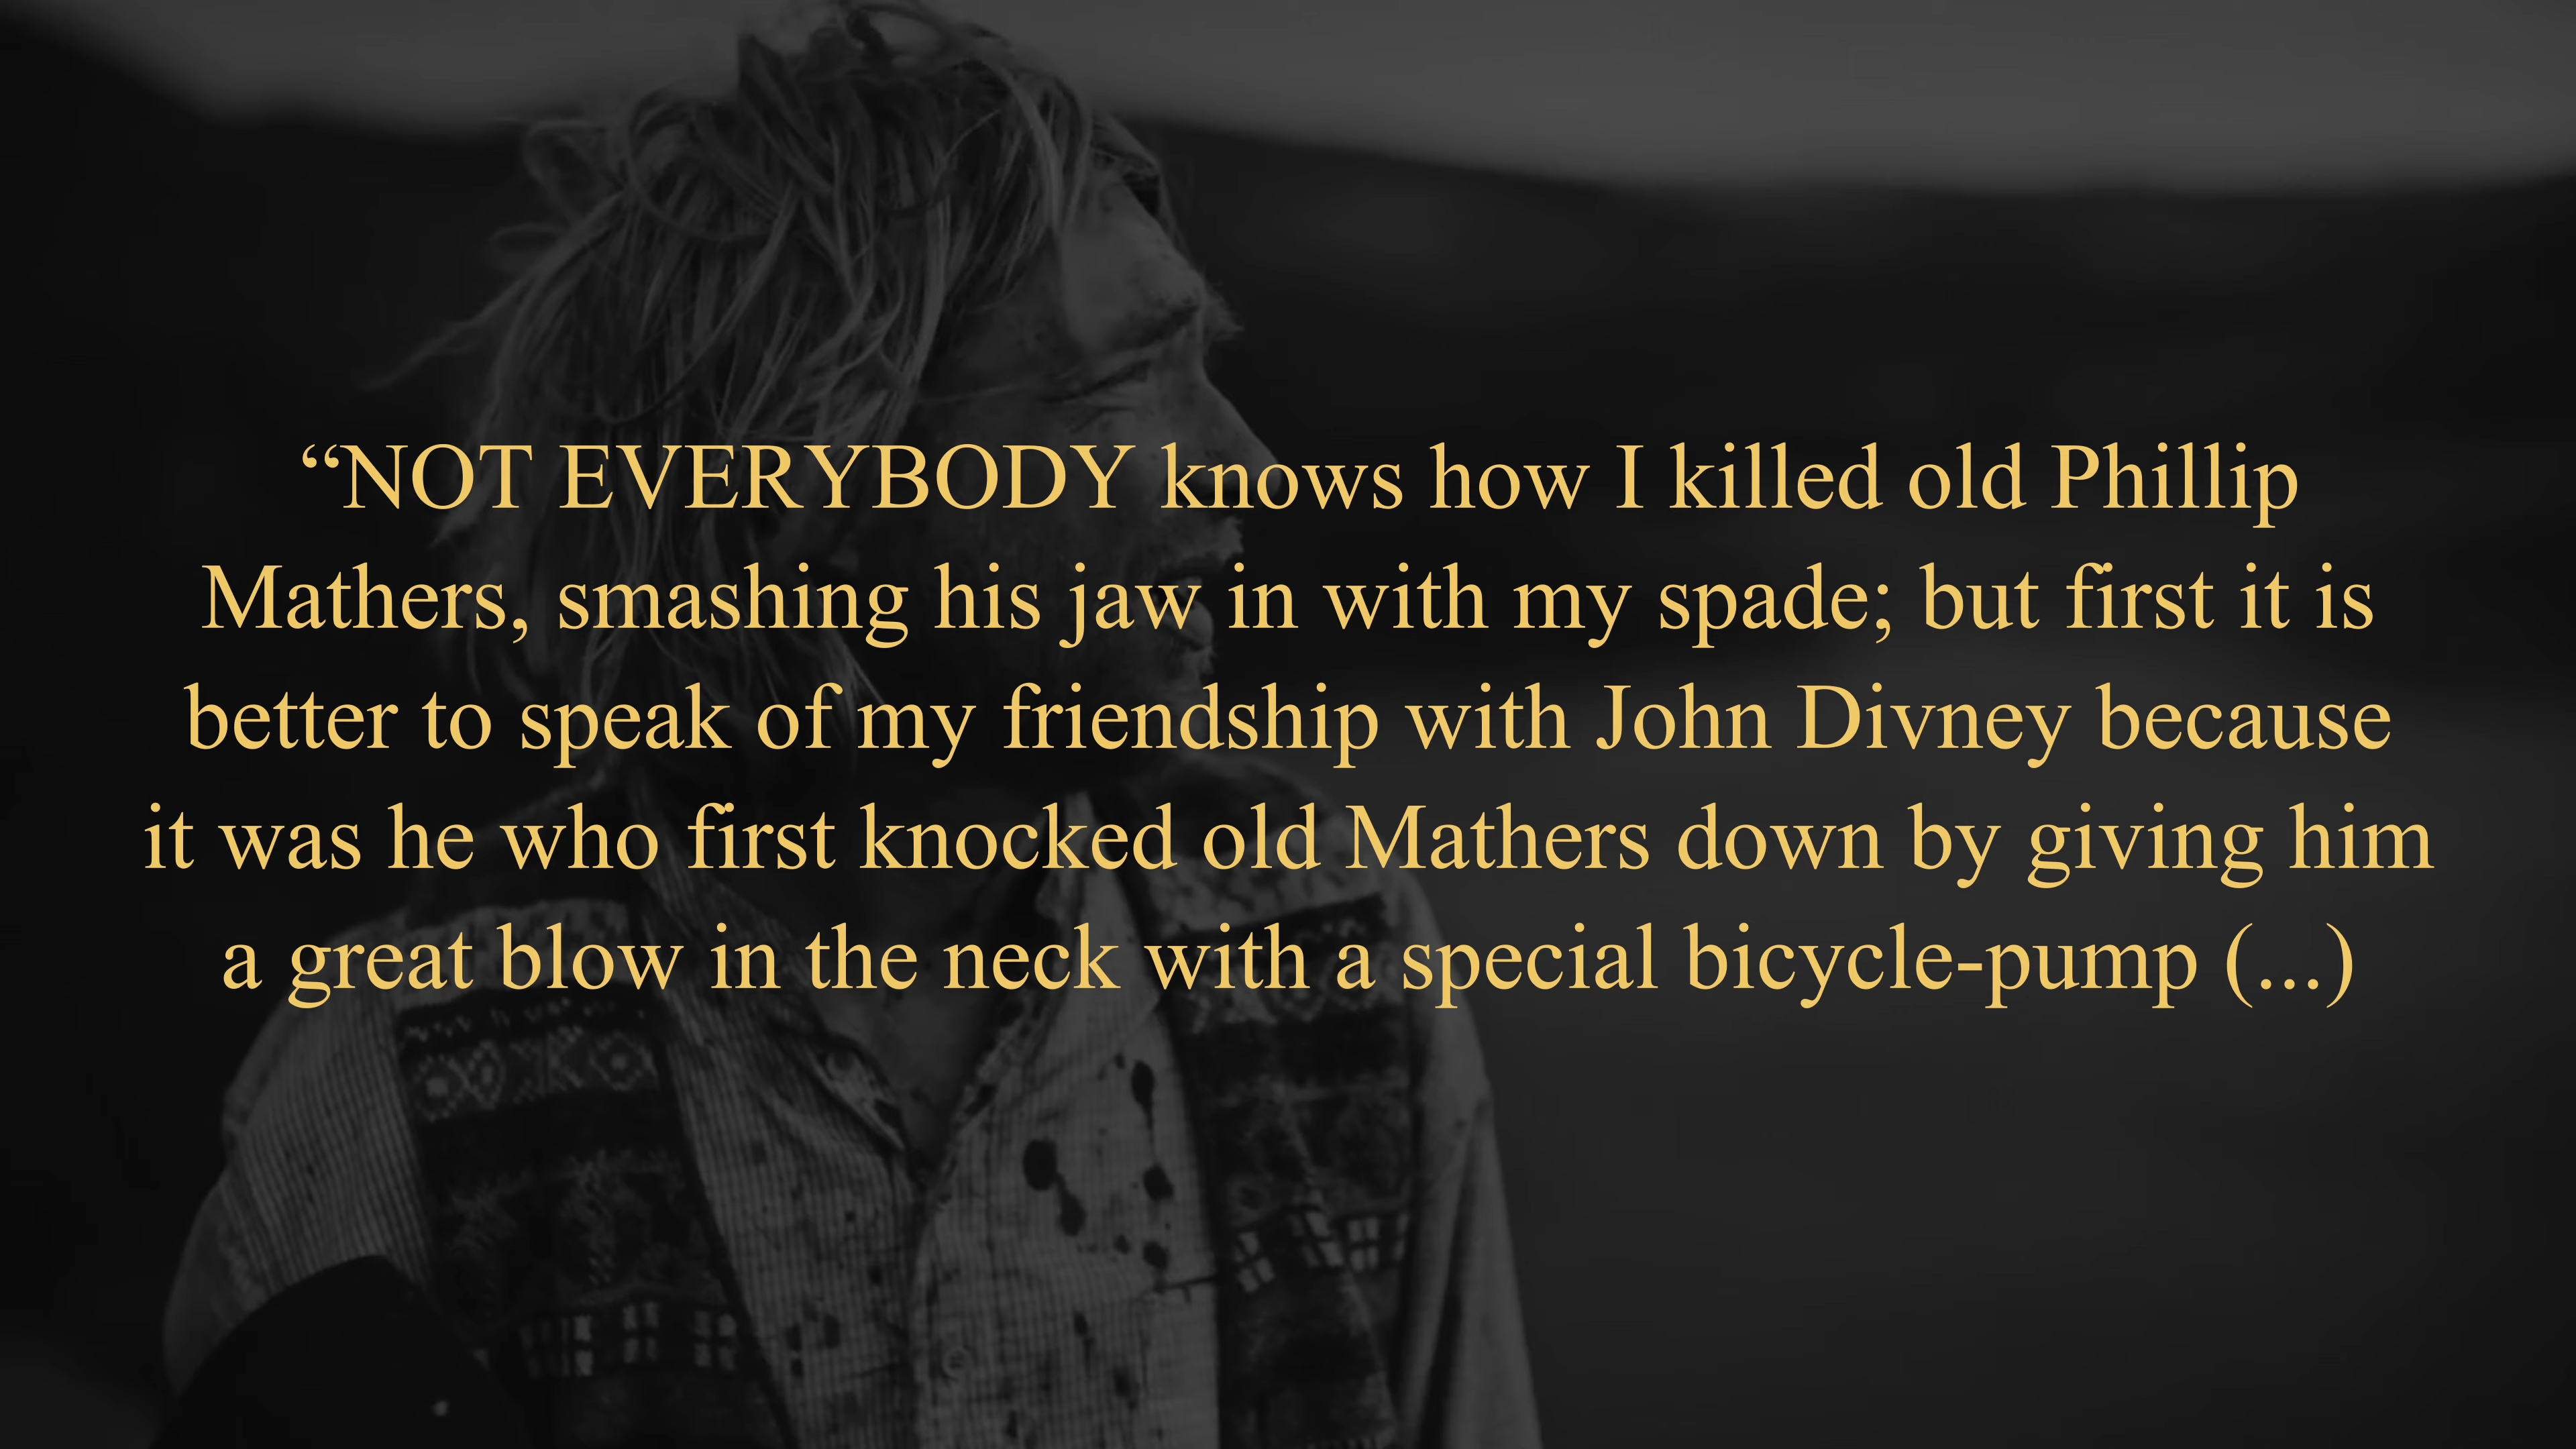 “NOT EVERYBODY knows how I killed old Phillip
Mathers, smashing his jaw in with my spade; but first it is
better to speak of my friendship with John Divney because
it was he who first knocked old Mathers down by giving him
a great blow in the neck with a special bicycle-pump (...)